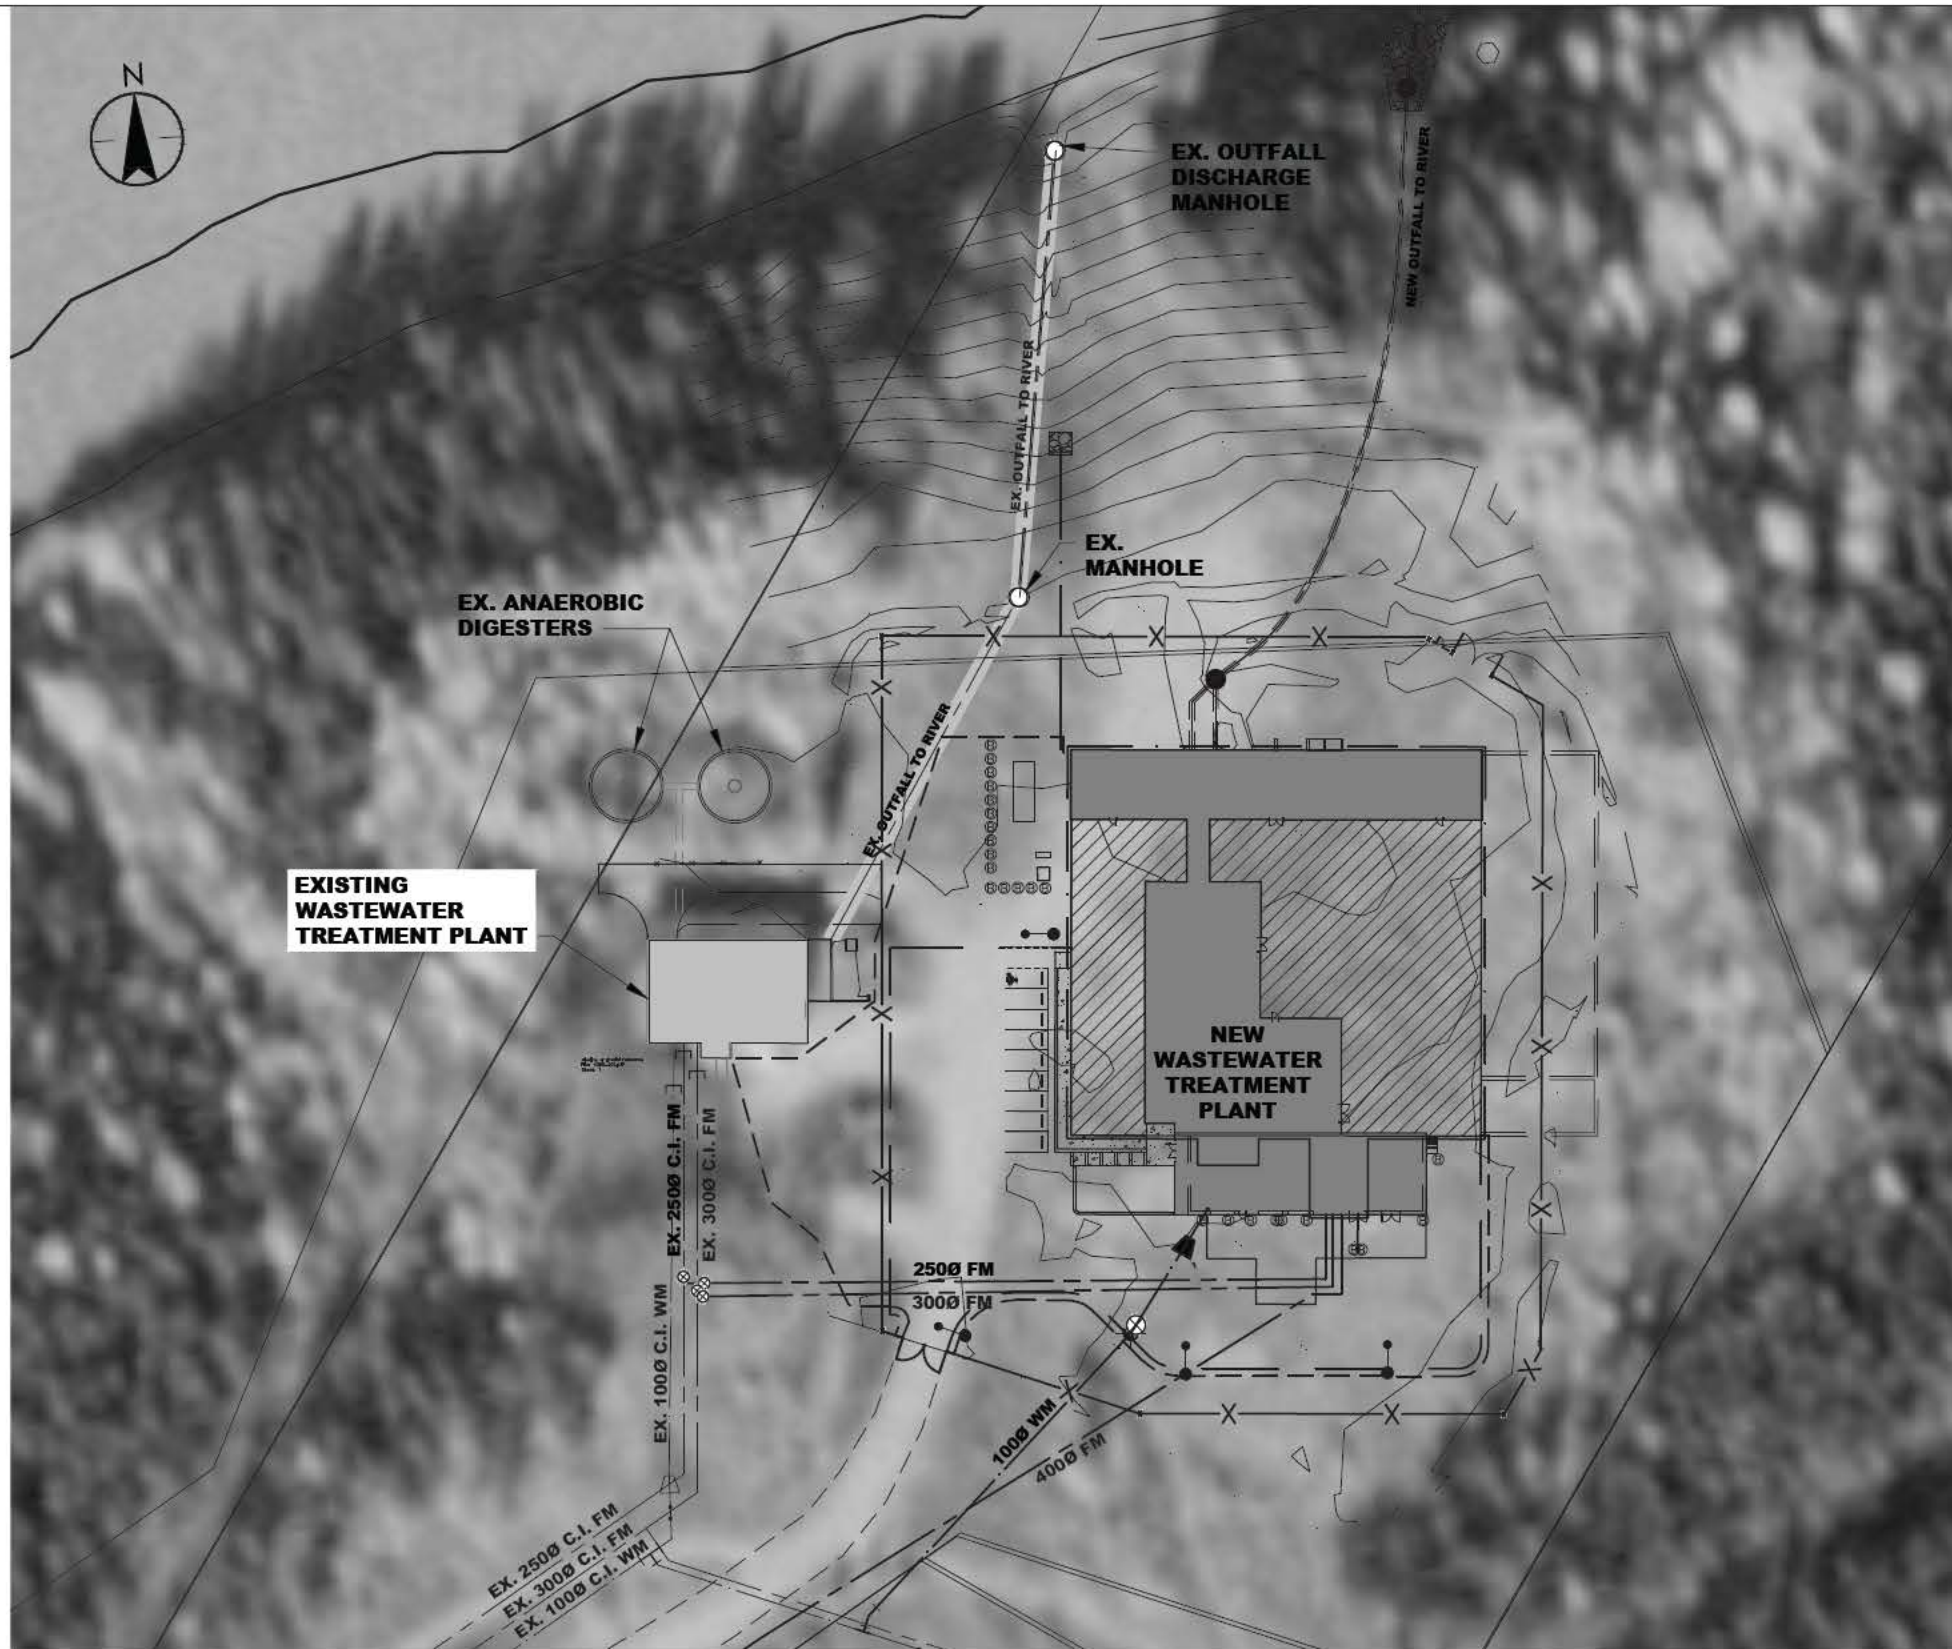 N
EX. OUTFALL
DISCHARGE
MANHOLE
NEW OUTFALL TO RIVER
EX. OUTFALL TO RIVER
EX.
MANHOLE
EX. ANAEROBIC
DIGESTERS
EX. OUTFALL TO RIVER
EXISTING
WASTEWATER
TREATMENT PLANT
NEW
WASTEWATER
TREATMENT
PLANT
EX. 250Ø C.I. FM
EX. 300Ø C.I. FM
250Ø FM
300Ø FM
EX. 100Ø C.I. WM
100Ø WM
400Ø FM
EX. 250Ø C.I. FM
EX. 300Ø C.I. FM
EX. 100Ø C.I. WM